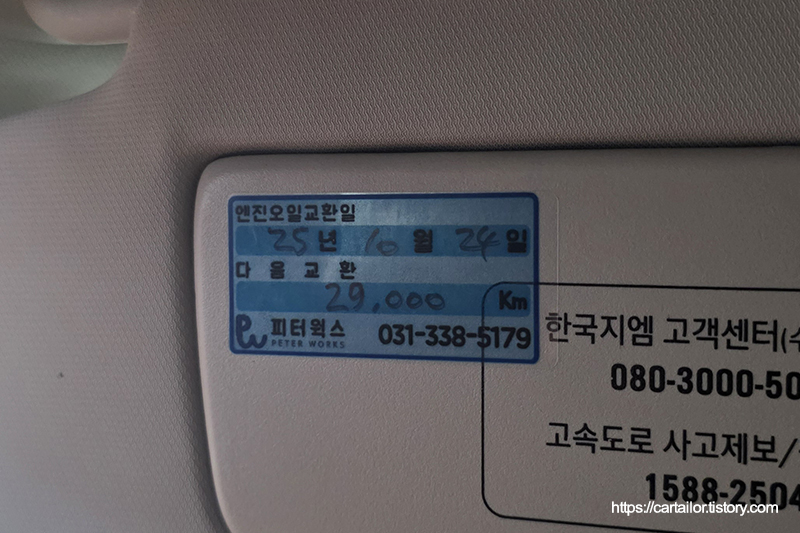 엔진오일교환일
25 년 10 월 24 일
다 음 교 환
29,000 Km
피터웍스 031-338-5179
PETER WORKS
한국지엠 고객센터(수
080-3000-50
고속도로 사고제보/
1588-2504
https://cartailor.tistory.com